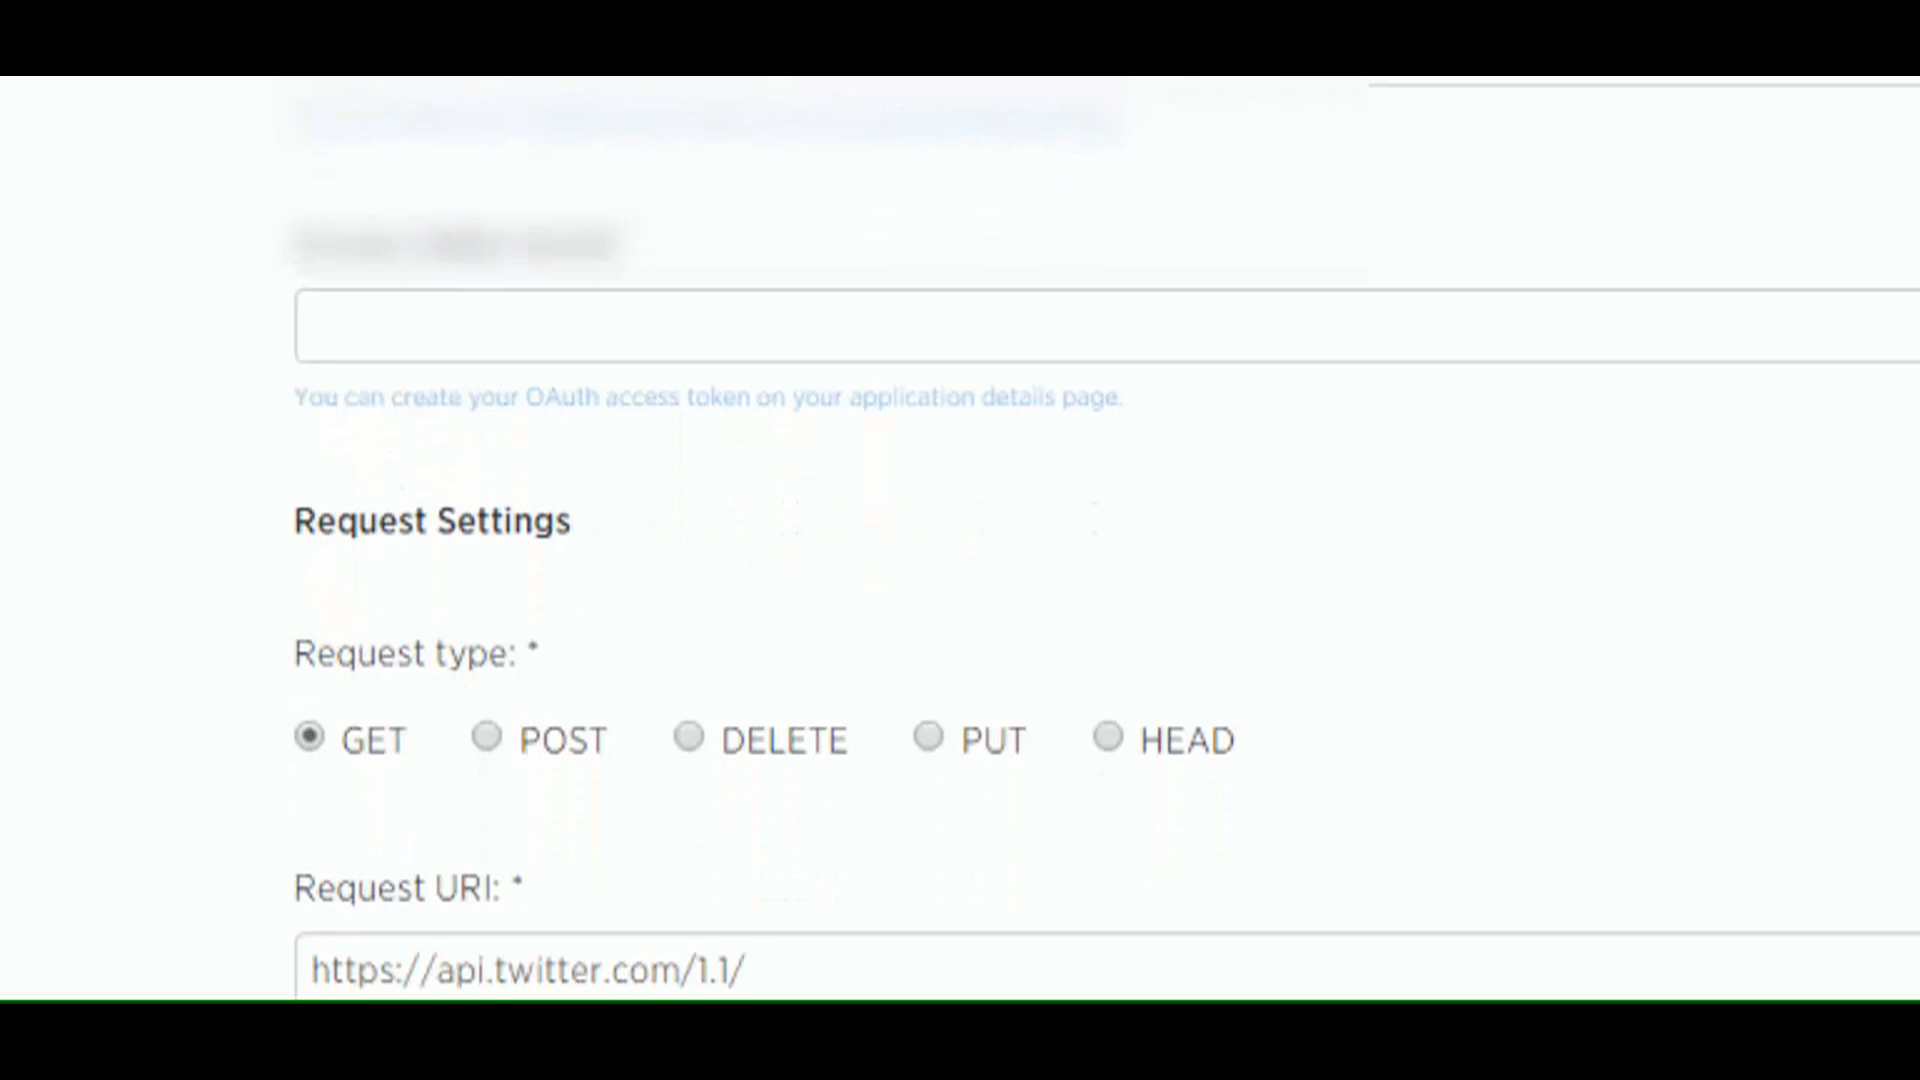 You can create your OAuth access token on your application details page.
Request Settings
Request type: *
GET POST DELETE PUT HEAD
Request URI: *
https://api.twitter.com/1.1/